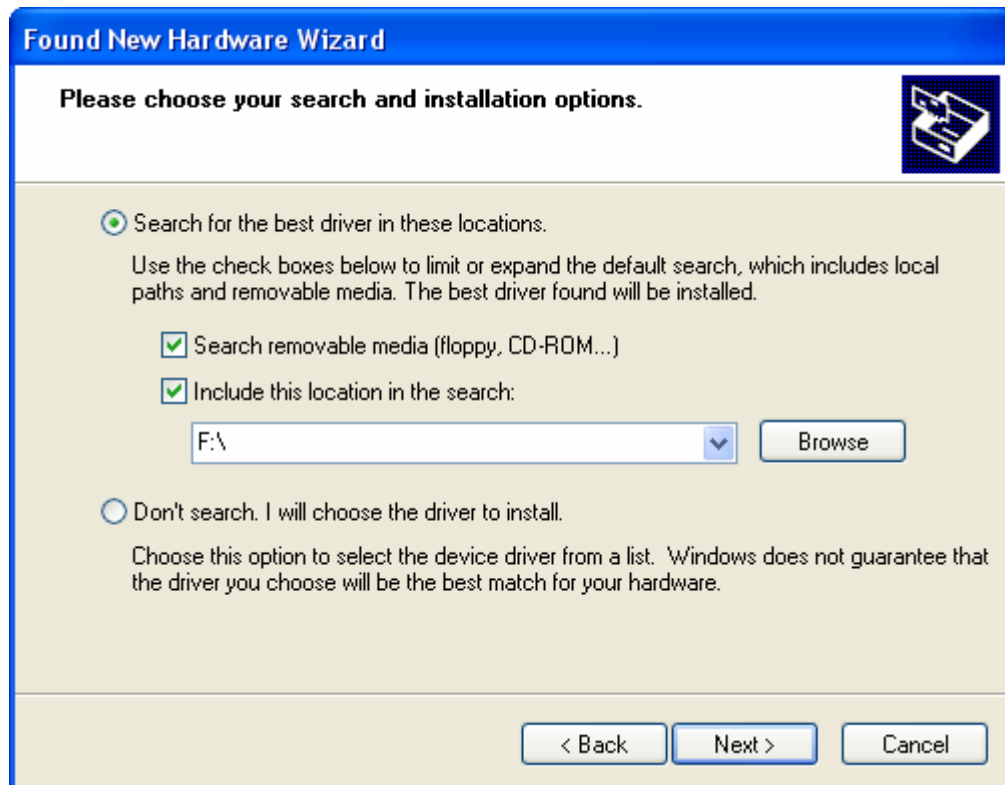 Found New Hardware Wizard
Please choose your search and installation options.
Search for the best driver in these locations.
Use the check boxes below to limit or expand the default search, which includes local
paths and removable media. The best driver found will be installed.
Search removable media (floppy, CD-ROM...)
Include this location in the search:
F:\
Browse
Don't search. I will choose the driver to install.
Choose this option to select the device driver from a list.  Windows does not guarantee that
the driver you choose will be the best match for your hardware.
< Back
Next >
Cancel